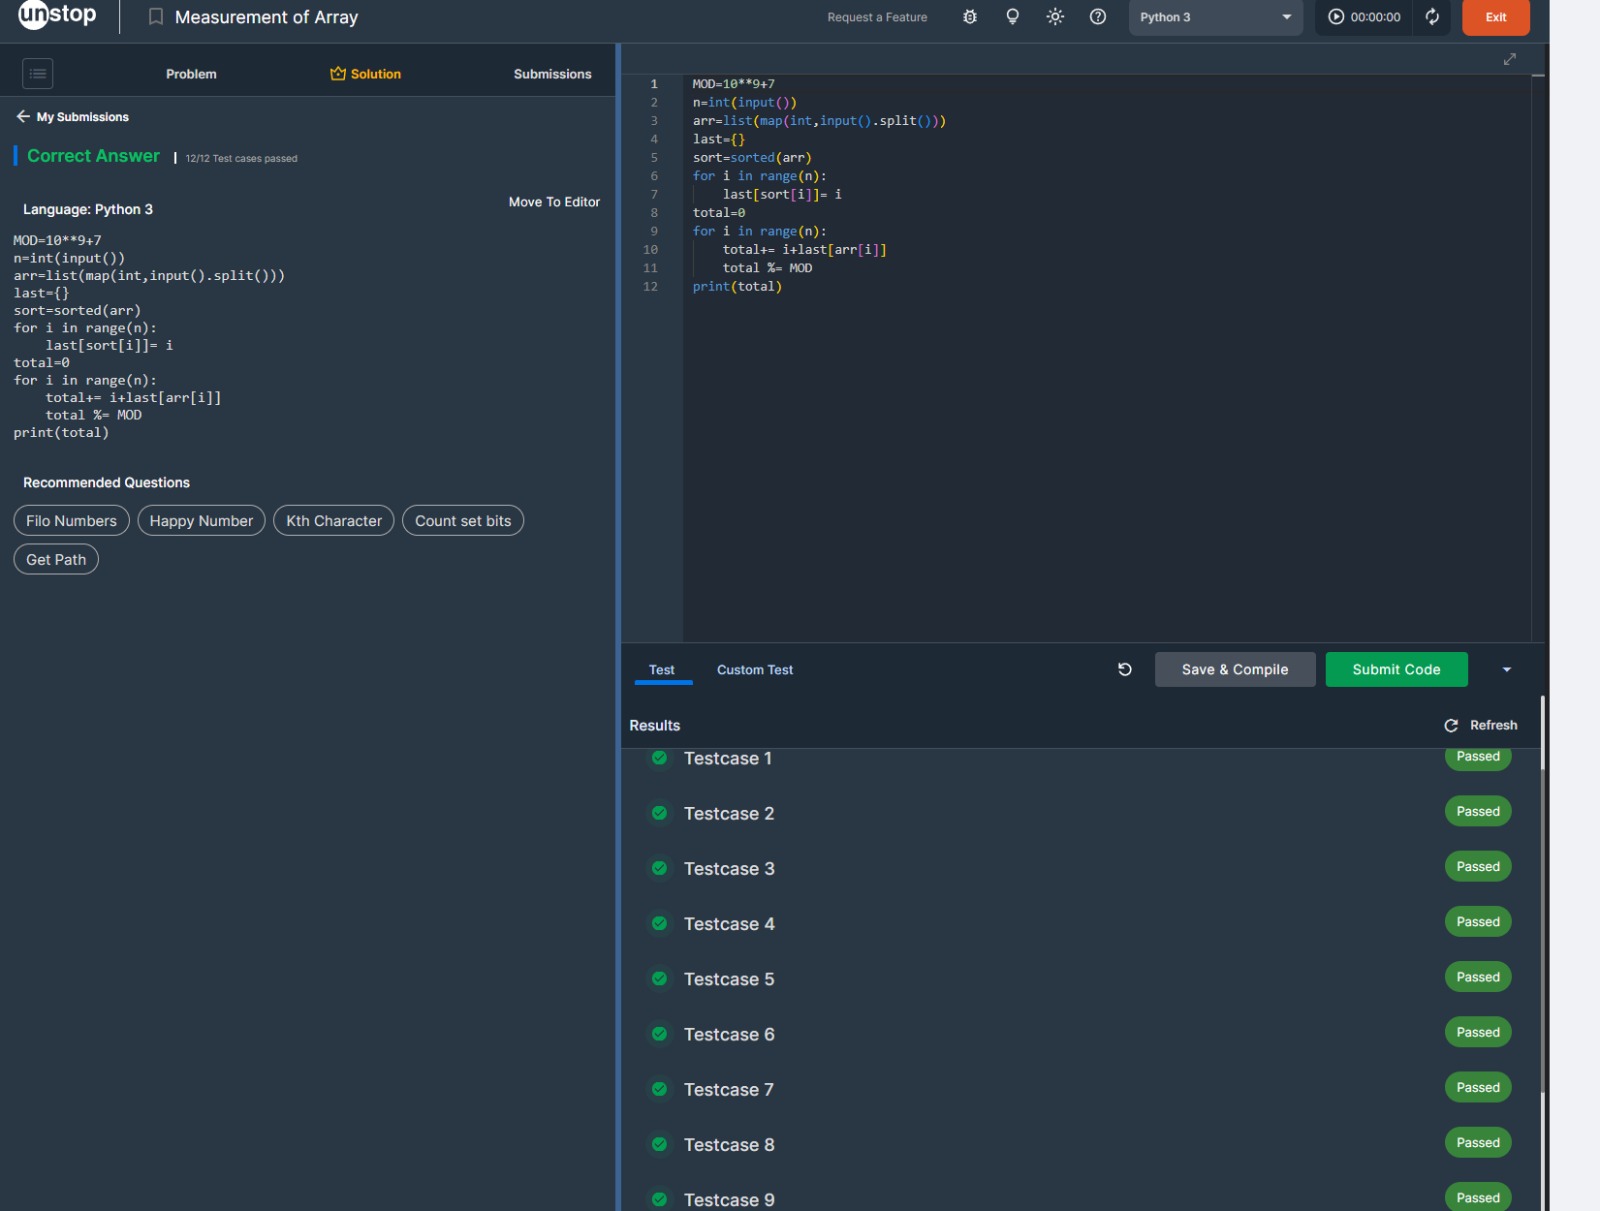 unstop
Measurement of Array
Request a Feature
Python 3
00:00:00
Exit
Problem
Solution
Submissions
My Submissions
Correct Answer
12/12 Test cases passed
Language: Python 3
Move To Editor
MOD=10**9+7
n=int(input())
arr=list(map(int,input().split()))
last={}
sort=sorted(arr)
for i in range(n):
    last[sort[i]]= i
total=0
for i in range(n):
    total+= i+last[arr[i]]
    total %= MOD
print(total)
Recommended Questions
Filo Numbers
Happy Number
Kth Character
Count set bits
Get Path
1 MOD=10**9+7
2 n=int(input())
3 arr=list(map(int,input().split()))
4 last={}
5 sort=sorted(arr)
6 for i in range(n):
7     last[sort[i]]= i
8 total=0
9 for i in range(n):
10     total+= i+last[arr[i]]
11     total %= MOD
12 print(total)
Test
Custom Test
Save & Compile
Submit Code
Results
Refresh
Testcase 1 Passed
Testcase 2 Passed
Testcase 3 Passed
Testcase 4 Passed
Testcase 5 Passed
Testcase 6 Passed
Testcase 7 Passed
Testcase 8 Passed
Testcase 9 Passed